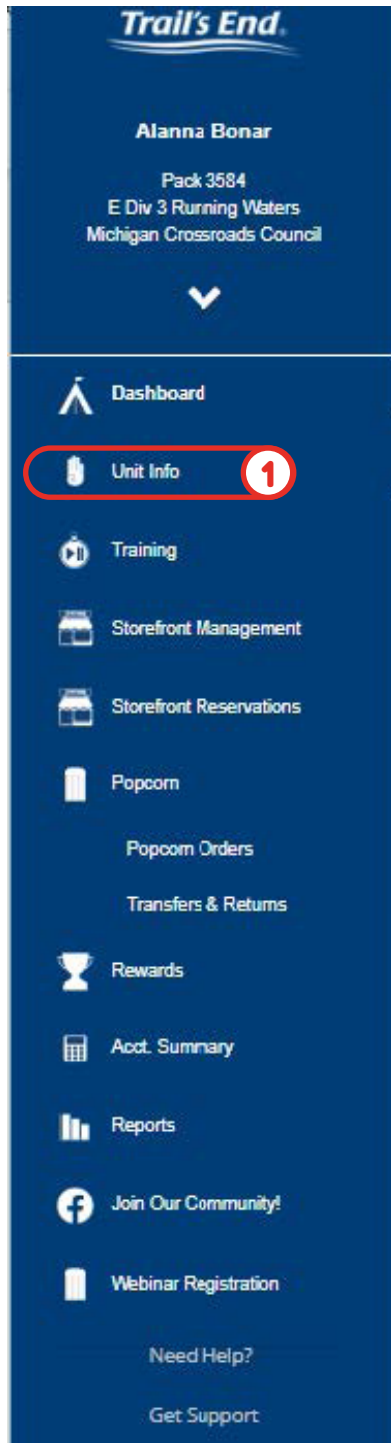 Trail's End.
Alanna Bonar
Pack 3584
E Div 3 Running Waters
Michigan Crossroads Council
Dashboard
Unit Info 1
Training
Storefront Management
Storefront Reservations
Popcorn
Popcorn Orders
Transfers & Returns
Rewards
Acct. Summary
Reports
Join Our Community!
Webinar Registration
Need Help?
Get Support